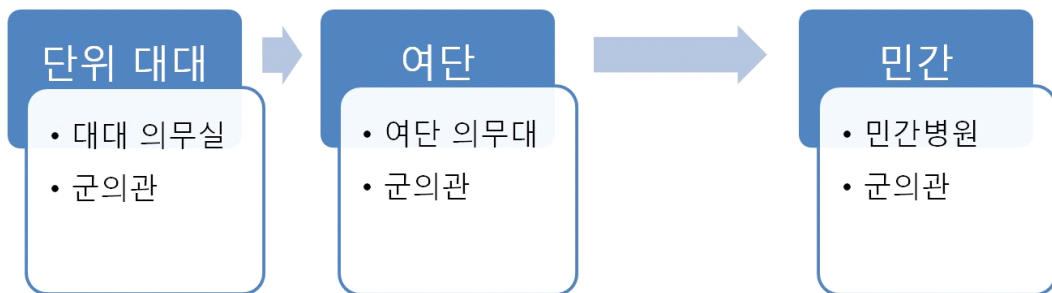 단위 대대
• 대대 의무실
• 군의관
여단
• 여단 의무대
• 군의관
민간
• 민간병원
• 군의관